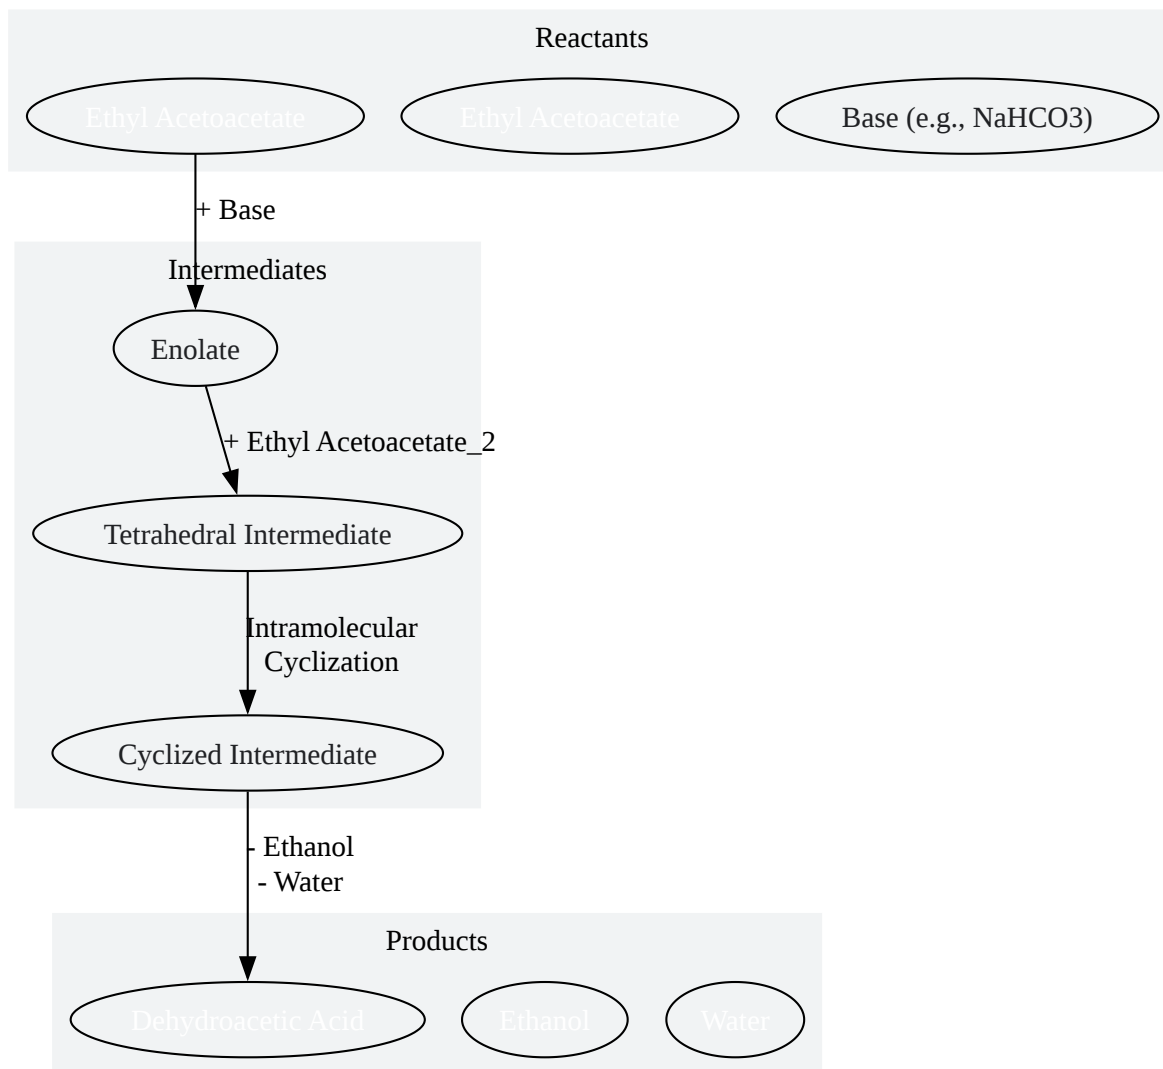 Reactants
Ethyl Acetoacetate
Ethyl Acetoacetate
Base (e.g., NaHCO3)
+ Base
Intermediates
Enolate
+ Ethyl Acetoacetate_2
Tetrahedral Intermediate
Intramolecular
Cyclization
Cyclized Intermediate
- Ethanol
- Water
Products
Dehydroacetic Acid
Ethanol
Water